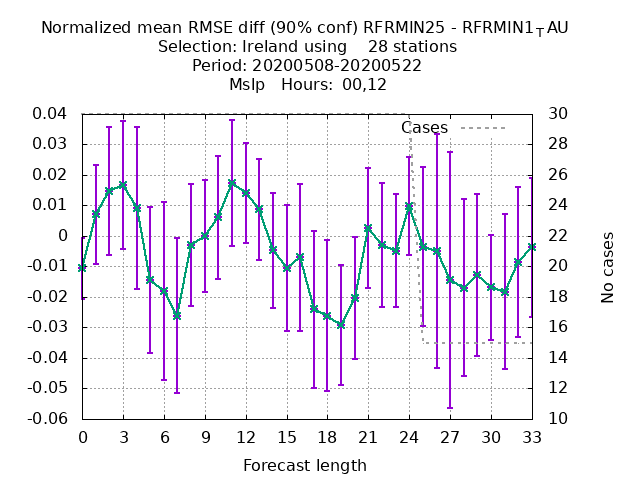 Normalized mean RMSE diff (90% conf) RFRMIN25 - RFRMIN1_TAU
Selection: Ireland using    28 stations
Period: 20200508-20200522
Mslp   Hours: 00,12
Cases
0.04
0.03
0.02
0.01
0
-0.01
-0.02
-0.03
-0.04
-0.05
-0.06
30
28
26
24
22
20
18
16
14
12
10
No cases
0 3 6 9 12 15 18 21 24 27 30 33
Forecast length